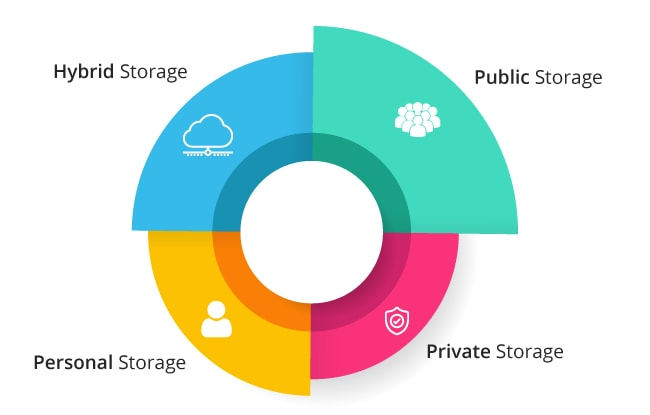 Hybrid Storage
Public Storage
Personal Storage
Private Storage